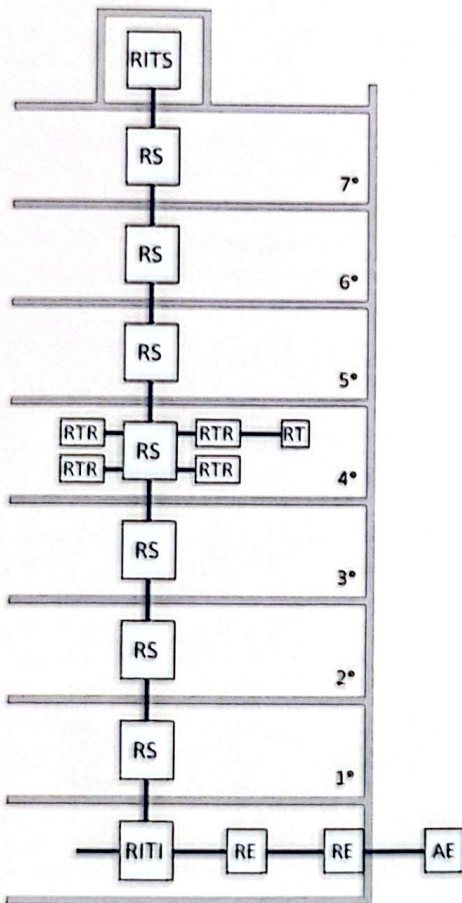 RITS
RS
7°
RS
6°
RS
5°
RTR RS RTR RT
RTR RTR
4°
RS
3°
RS
2°
RS
1°
RITI RE RE AE